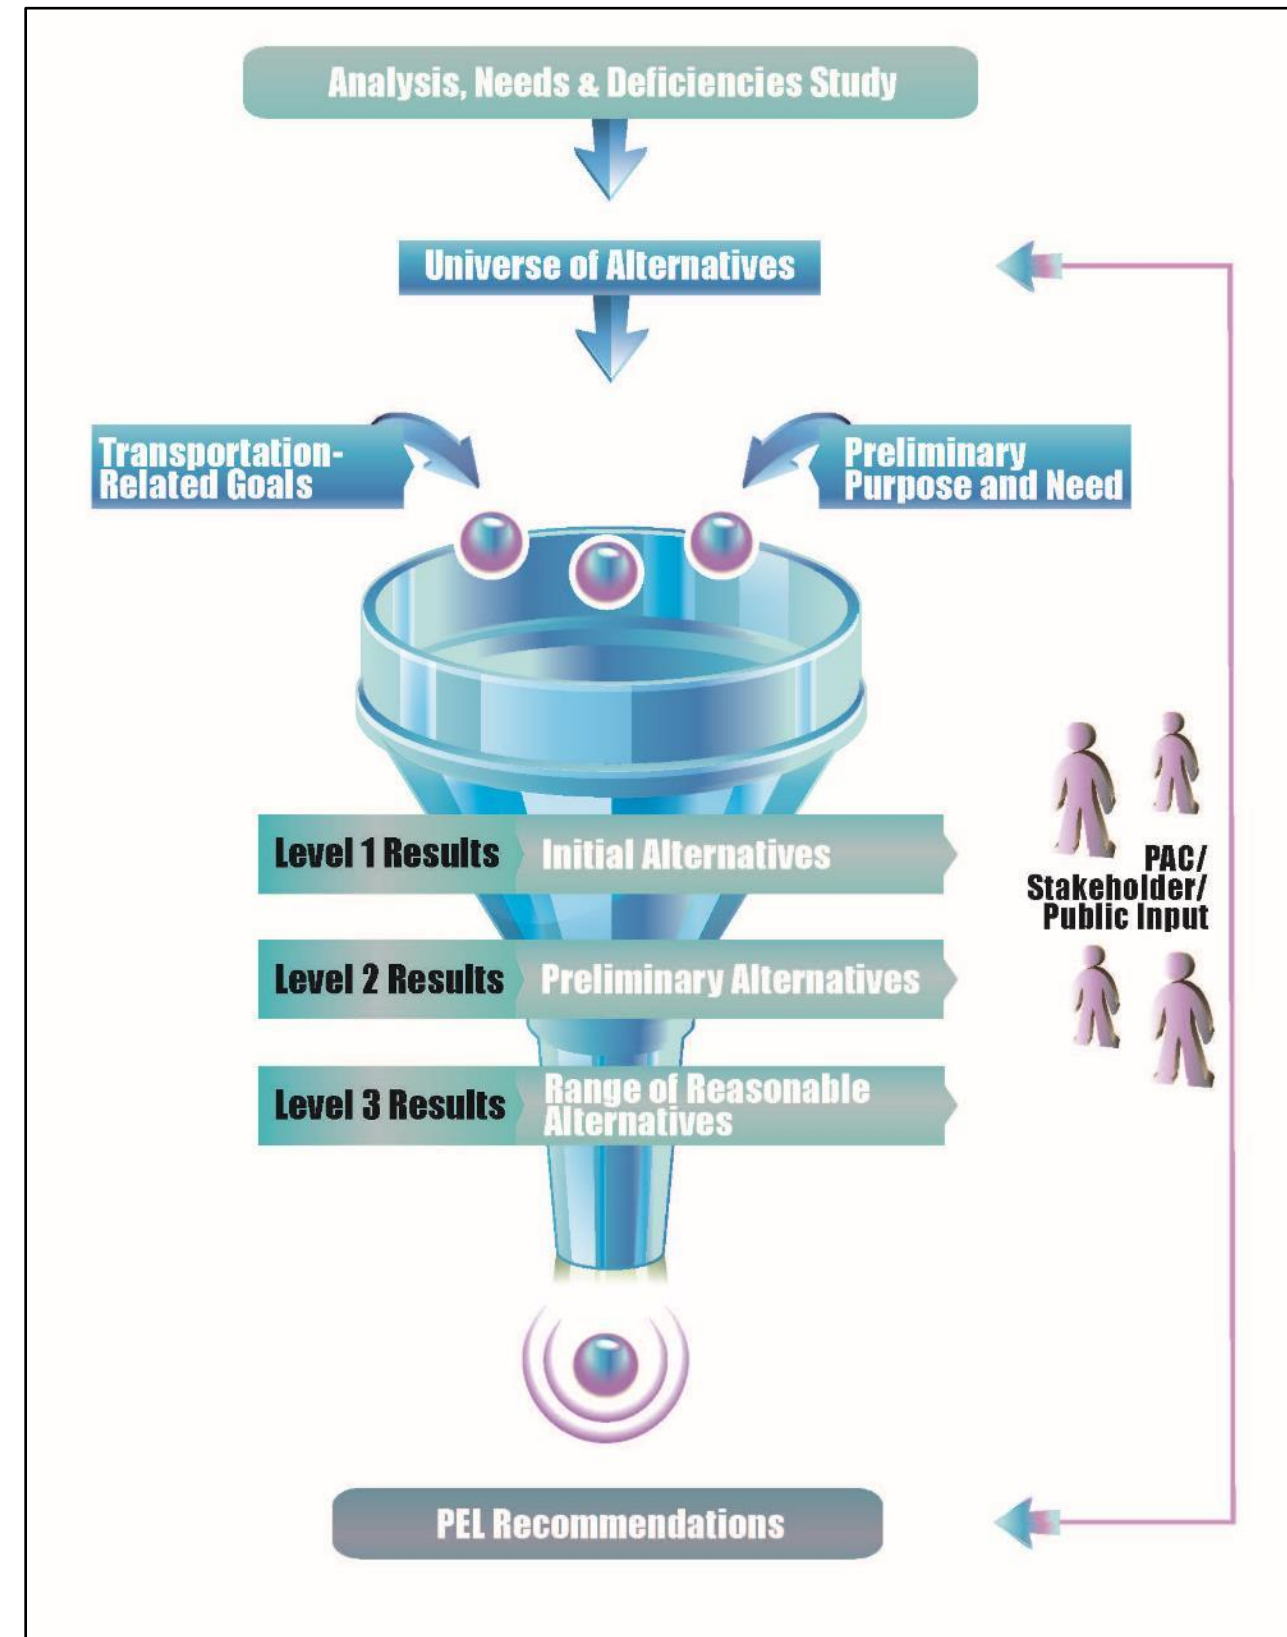 Analysis, Needs & Deficiencies Study
Universe of Alternatives
Transportation-
Related Goals
Preliminary
Purpose and Need
Level 1 Results
Initial Alternatives
Level 2 Results
Preliminary Alternatives
Level 3 Results
Range of Reasonable
Alternatives
PAC/
Stakeholder/
Public Input
PEL Recommendations